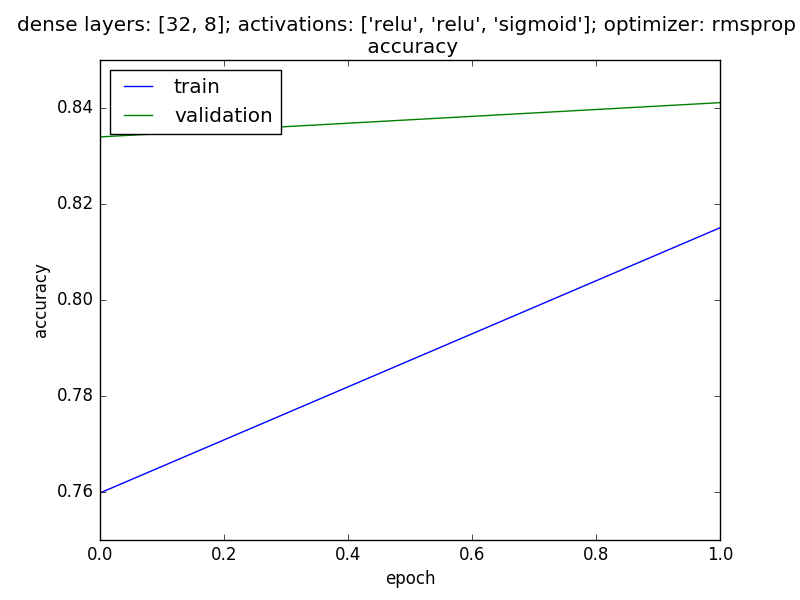 dense layers: [32, 8]; activations: ['relu', 'relu', 'sigmoid']; optimizer: rmsprop
accuracy
train
validation
0.84
0.82
0.80
0.78
0.76
accuracy
0.0 0.2 0.4 0.6 0.8 1.0
epoch